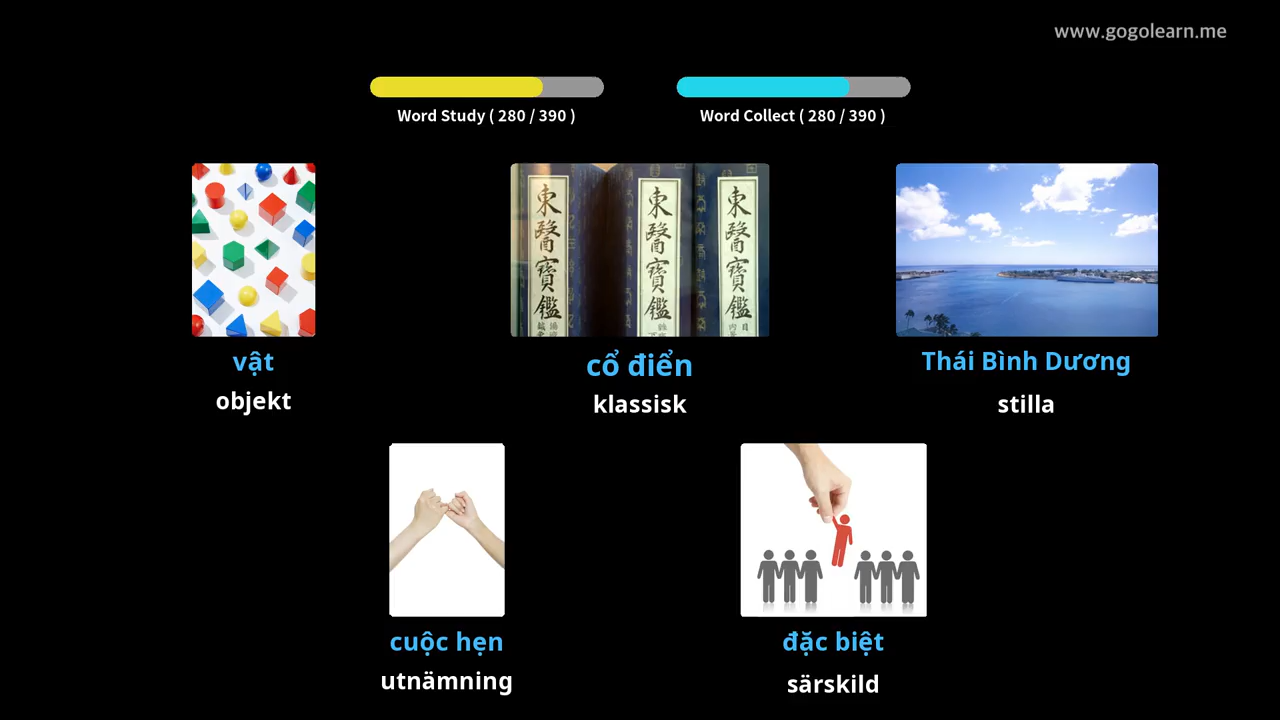 www.gogolearn.me
Word Study ( 280 / 390 )
Word Collect ( 280 / 390 )
東醫寶鑑
東醫寶鑑
東醫寶鑑
vật
cổ điển
Thái Bình Dương
objekt
klassisk
stilla
cuộc hẹn
đặc biệt
utnämning
särskild